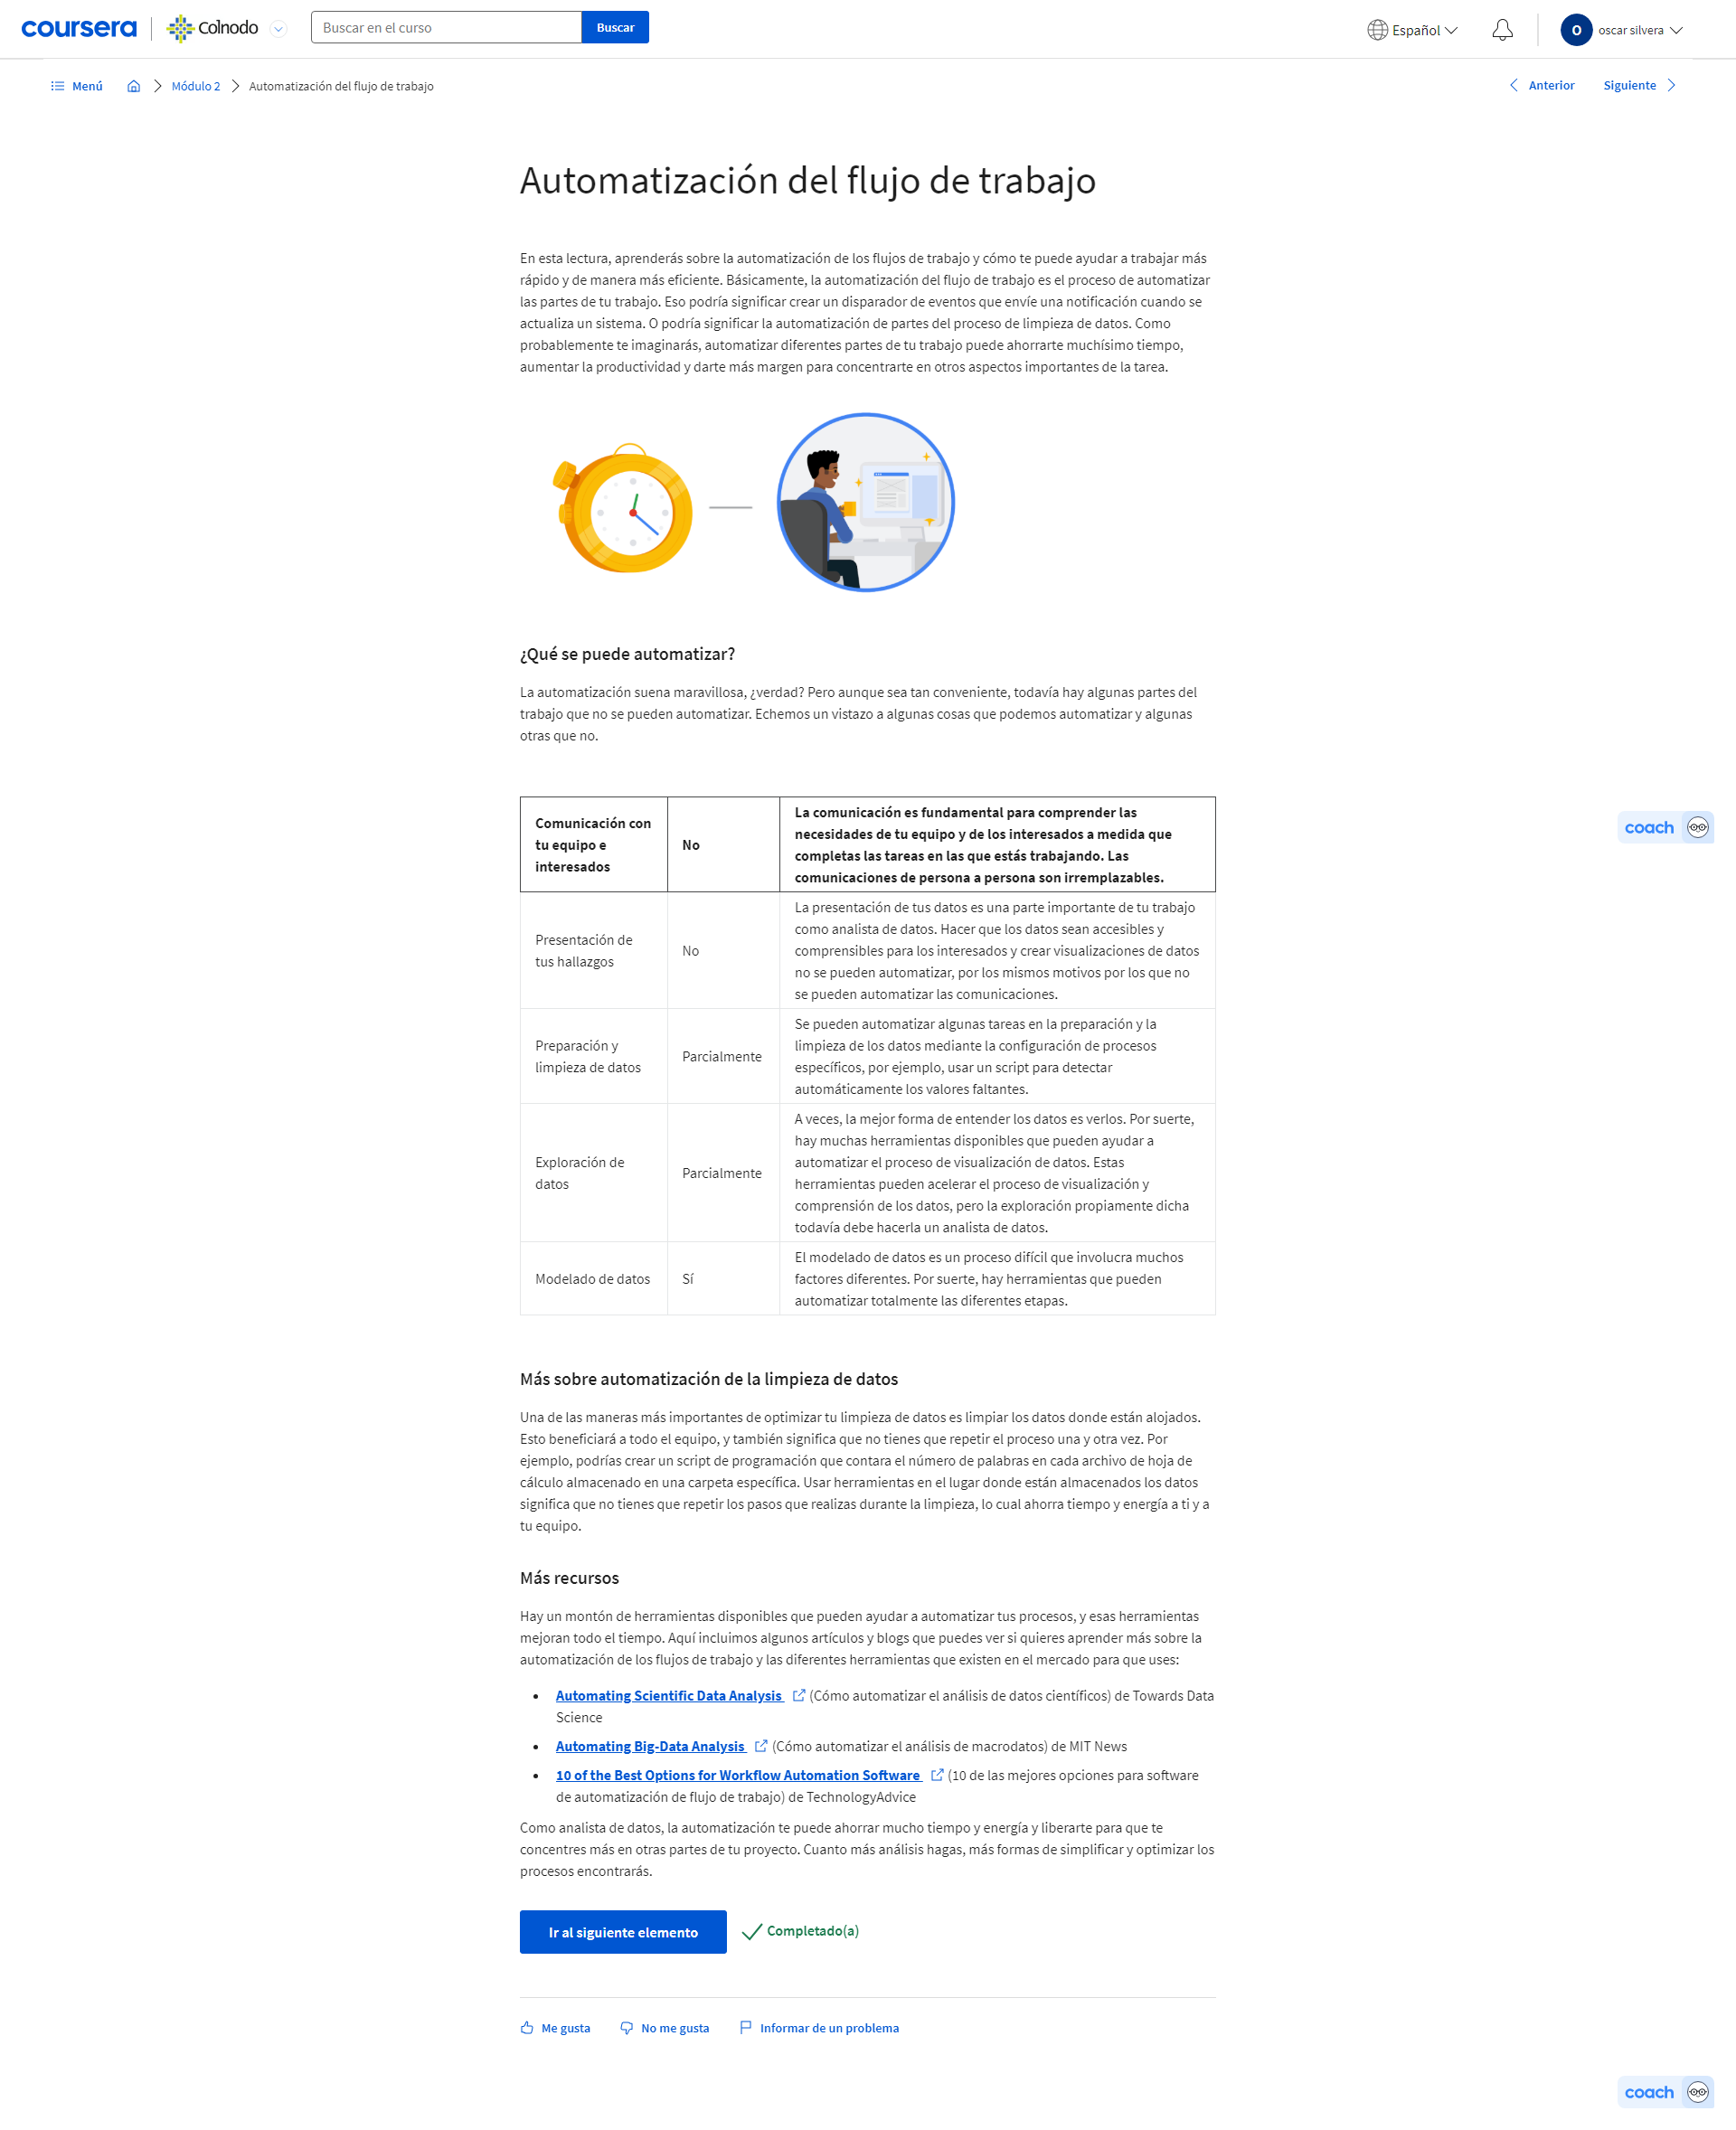 coursera
Colnodo
Buscar en el curso
Buscar
Español
O
oscar silvera
Menú
Módulo 2
Automatización del flujo de trabajo
Anterior
Siguiente
Automatización del flujo de trabajo
En esta lectura, aprenderás sobre la automatización de los flujos de trabajo y cómo te puede ayudar a trabajar más
rápido y de manera más eficiente. Básicamente, la automatización del flujo de trabajo es el proceso de automatizar
las partes de tu trabajo. Eso podría significar crear un disparador de eventos que envíe una notificación cuando se
actualiza un sistema. O podría significar la automatización de partes del proceso de limpieza de datos. Como
probablemente te imaginarás, automatizar diferentes partes de tu trabajo puede ahorrarte muchísimo tiempo,
aumentar la productividad y darte más margen para concentrarte en otros aspectos importantes de la tarea.
¿Qué se puede automatizar?
La automatización suena maravillosa, ¿verdad? Pero aunque sea tan conveniente, todavía hay algunas partes del
trabajo que no se pueden automatizar. Echemos un vistazo a algunas cosas que podemos automatizar y algunas
otras que no.
Comunicación con
tu equipo e
interesados
No
La comunicación es fundamental para comprender las
necesidades de tu equipo y de los interesados a medida que
completas las tareas en las que estás trabajando. Las
comunicaciones de persona a persona son irremplazables.
Presentación de
tus hallazgos
No
La presentación de tus datos es una parte importante de tu trabajo
como analista de datos. Hacer que los datos sean accesibles y
comprensibles para los interesados y crear visualizaciones de datos
no se pueden automatizar, por los mismos motivos por los que no
se pueden automatizar las comunicaciones.
Preparación y
limpieza de datos
Parcialmente
Se pueden automatizar algunas tareas en la preparación y la
limpieza de los datos mediante la configuración de procesos
específicos, por ejemplo, usar un script para detectar
automáticamente los valores faltantes.
Exploración de
datos
Parcialmente
A veces, la mejor forma de entender los datos es verlos. Por suerte,
hay muchas herramientas disponibles que pueden ayudar a
automatizar el proceso de visualización de datos. Estas
herramientas pueden acelerar el proceso de visualización y
comprensión de los datos, pero la exploración propiamente dicha
todavía debe hacerla un analista de datos.
Modelado de datos
Sí
El modelado de datos es un proceso difícil que involucra muchos
factores diferentes. Por suerte, hay herramientas que pueden
automatizar totalmente las diferentes etapas.
coach
Más sobre automatización de la limpieza de datos
Una de las maneras más importantes de optimizar tu limpieza de datos es limpiar los datos donde están alojados.
Esto beneficiará a todo el equipo, y también significa que no tienes que repetir el proceso una y otra vez. Por
ejemplo, podrías crear un script de programación que contara el número de palabras en cada archivo de hoja de
cálculo almacenado en una carpeta específica. Usar herramientas en el lugar donde están almacenados los datos
significa que no tienes que repetir los pasos que realizas durante la limpieza, lo cual ahorra tiempo y energía a ti y a
tu equipo.
Más recursos
Hay un montón de herramientas disponibles que pueden ayudar a automatizar tus procesos, y esas herramientas
mejoran todo el tiempo. Aquí incluimos algunos artículos y blogs que puedes ver si quieres aprender más sobre la
automatización de los flujos de trabajo y las diferentes herramientas que existen en el mercado para que uses:
• Automating Scientific Data Analysis (Cómo automatizar el análisis de datos científicos) de Towards Data
Science
• Automating Big-Data Analysis (Cómo automatizar el análisis de macrodatos) de MIT News
• 10 of the Best Options for Workflow Automation Software (10 de las mejores opciones para software
de automatización de flujo de trabajo) de TechnologyAdvice
Como analista de datos, la automatización te puede ahorrar mucho tiempo y energía y liberarte para que te
concentres más en otras partes de tu proyecto. Cuanto más análisis hagas, más formas de simplificar y optimizar los
procesos encontrarás.
Ir al siguiente elemento
Completado(a)
Me gusta
No me gusta
Informar de un problema
coach